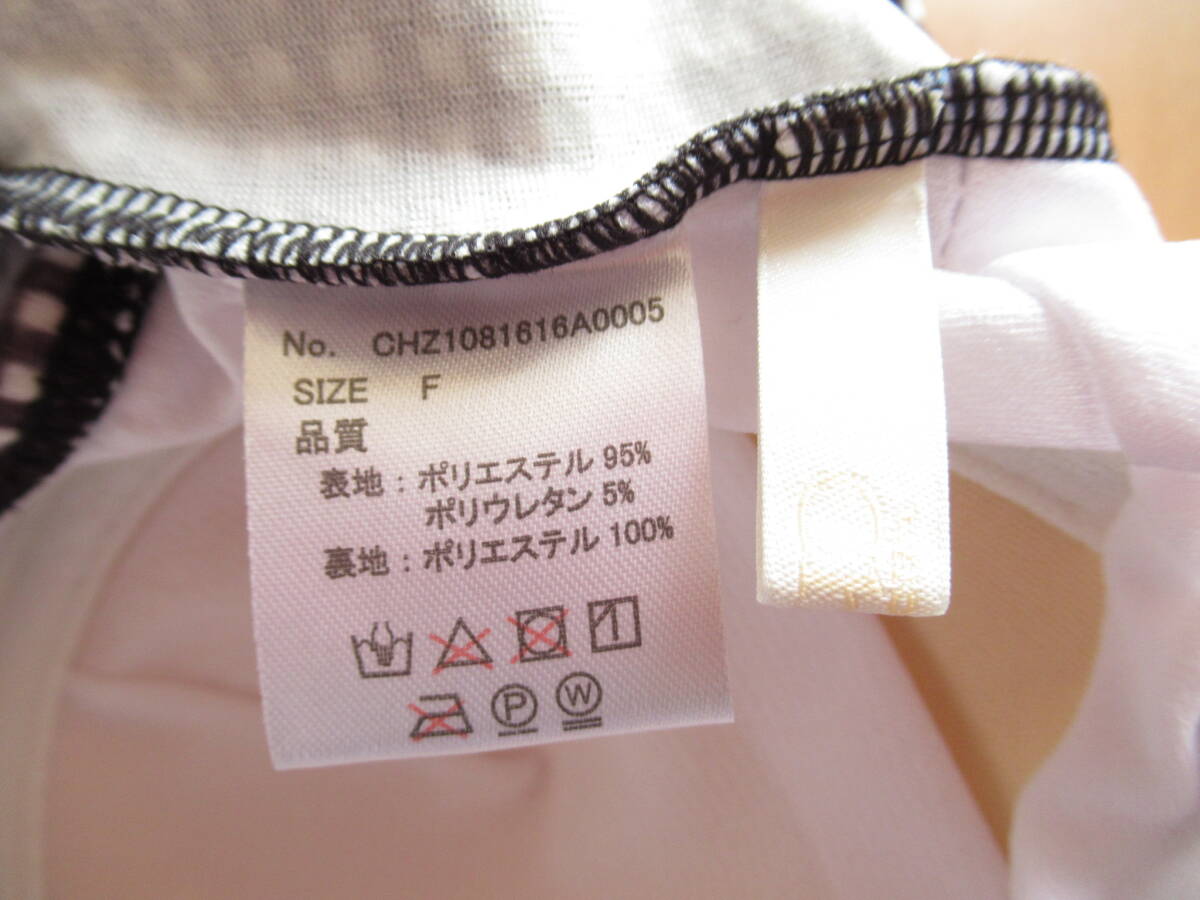 No. CHZ1081616A0005
SIZE F
品質
表地：ポリエステル 95%
ポリウレタン 5%
裏地：ポリエステル 100%
P W